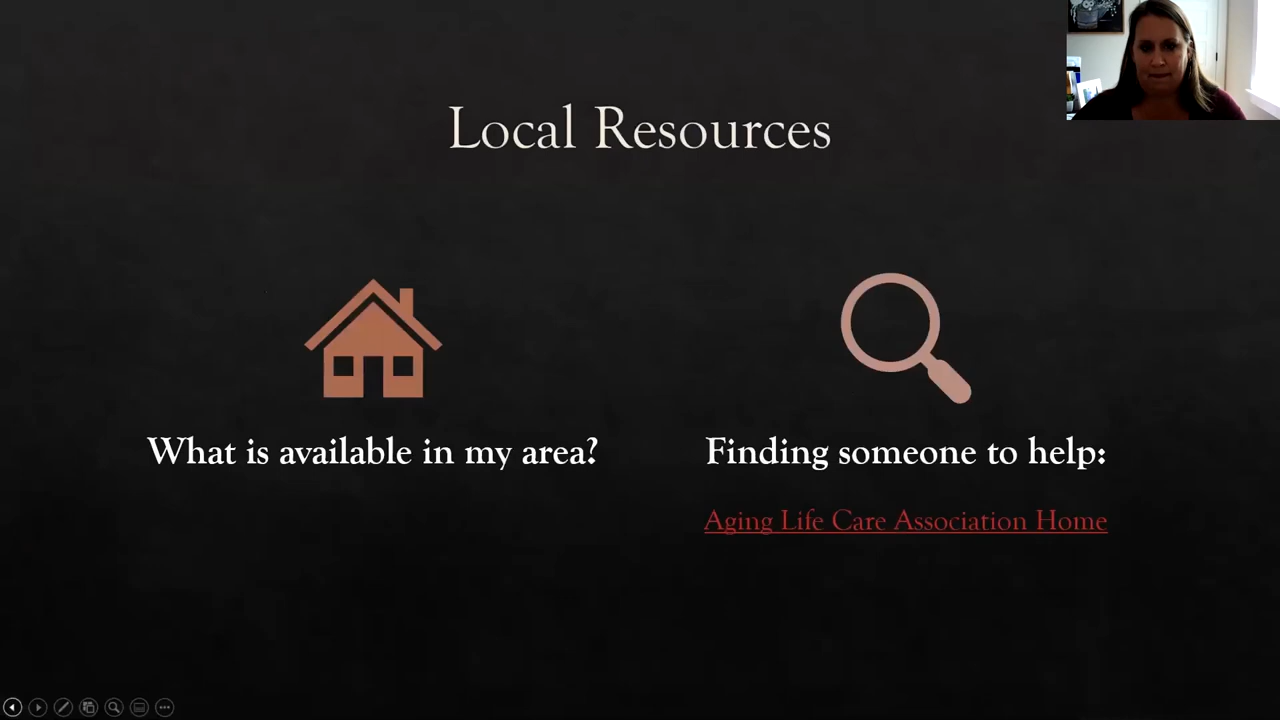 Local Resources
What is available in my area?
Finding someone to help:
Aging Life Care Association Home